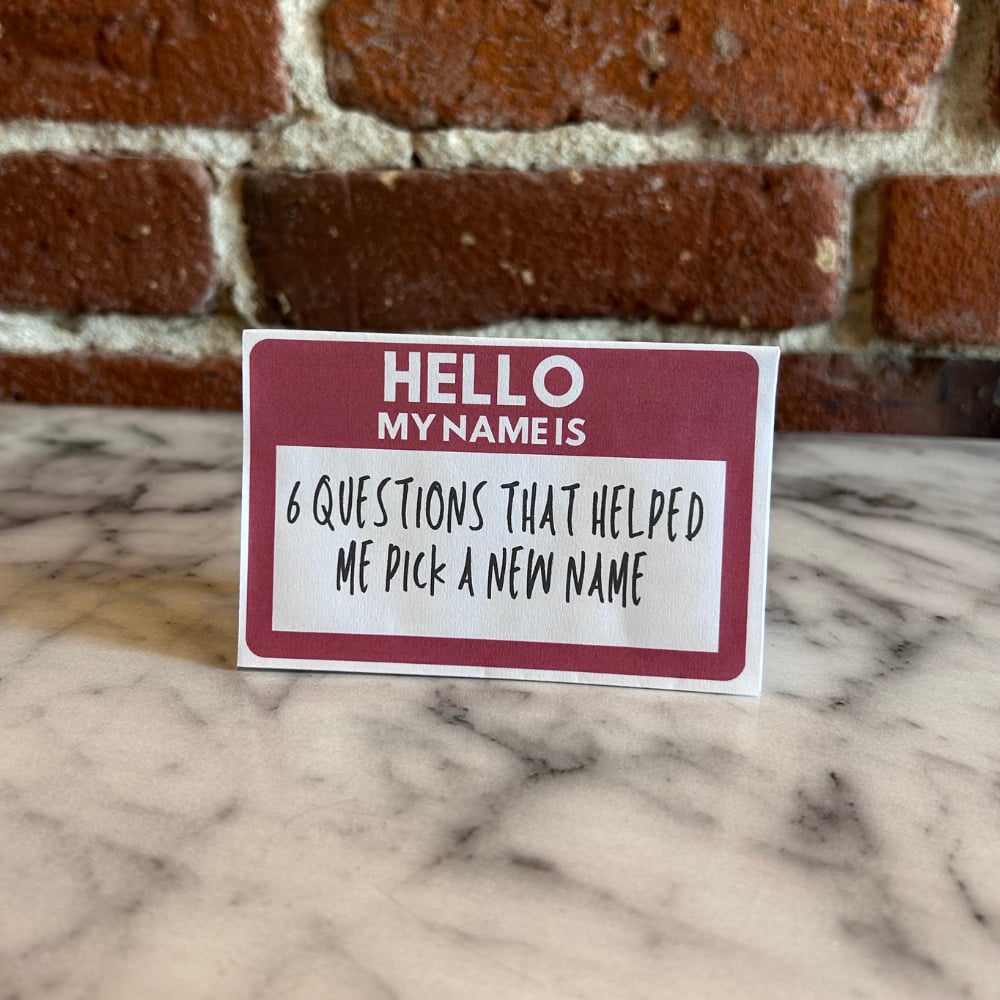 HELLO
MY NAME IS
6 QUESTIONS THAT HELPED
ME PICK A NEW NAME